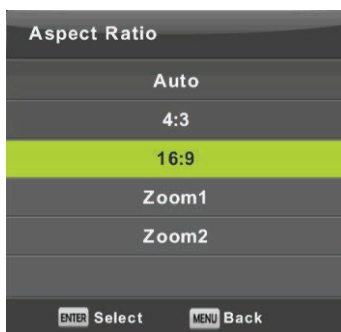 Aspect Ratio
Auto
4:3
16:9
Zoom1
Zoom2
ENTER Select MENU Back